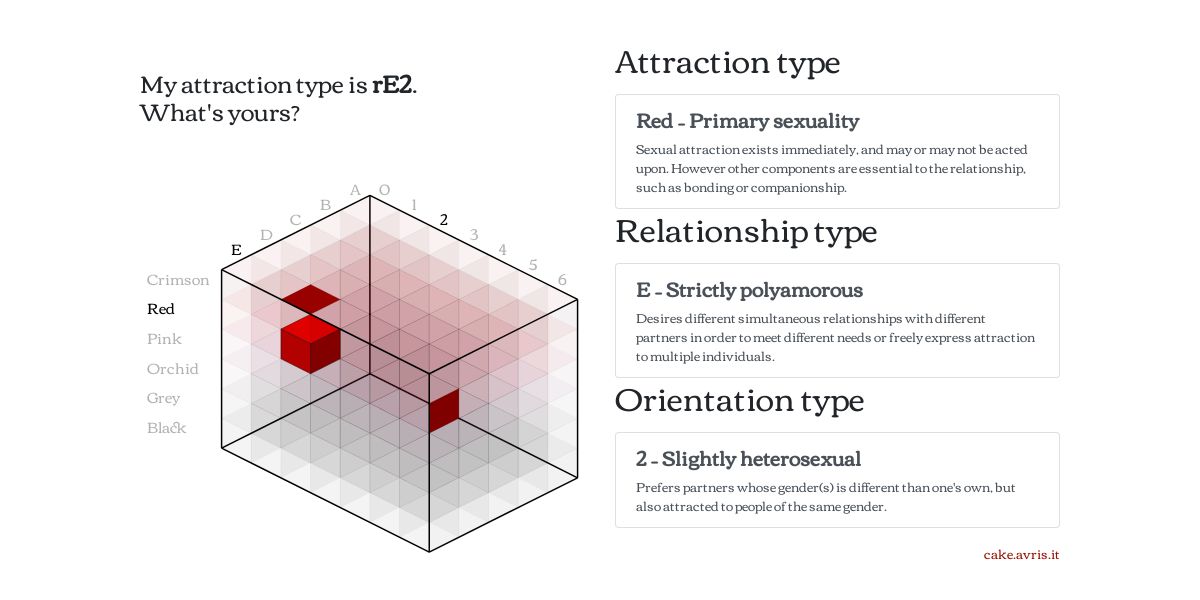 My attraction type is rE2.
What's yours?
A O
B 1
C 2
D 3
E 4
5
6
Crimson
Red
Pink
Orchid
Grey
Black
Attraction type
Red - Primary sexuality
Sexual attraction exists immediately, and may or may not be acted
upon. However other components are essential to the relationship,
such as bonding or companionship.
Relationship type
E - Strictly polyamorous
Desires different simultaneous relationships with different
partners in order to meet different needs or freely express attraction
to multiple individuals.
Orientation type
2 - Slightly heterosexual
Prefers partners whose gender(s) is different than one's own, but
also attracted to people of the same gender.
cake.avris.it